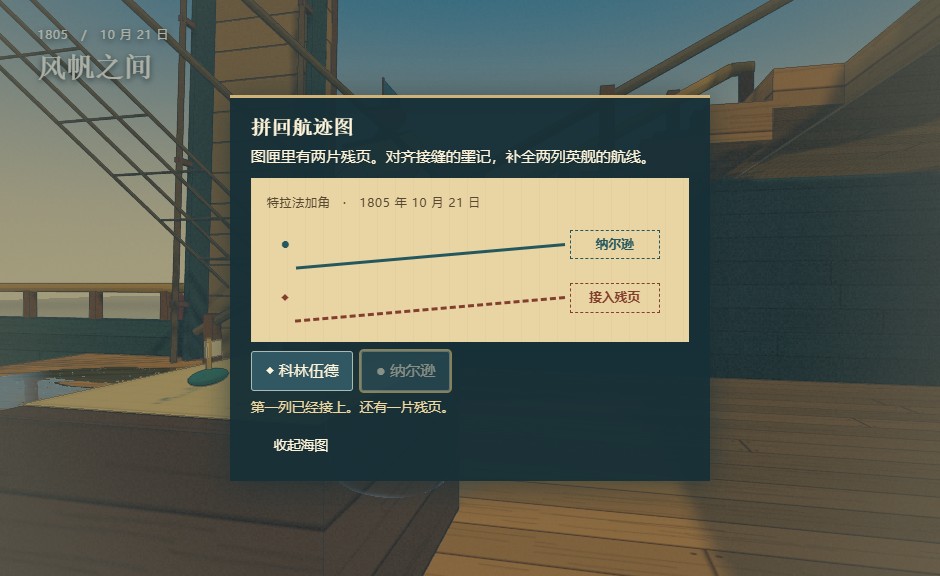 1805 / 10 月 21 日
风帆之间
拼回航迹图
图匣里有两片残页。对齐接缝的墨记，补全两列英舰的航线。
特拉法加角 · 1805 年 10 月 21 日
纳尔逊
接入残页
◆ 科林伍德
● 纳尔逊
第一列已经接上。还有一片残页。
收起海图